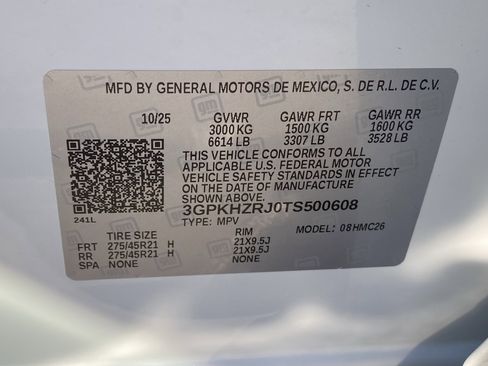 MFD BY GENERAL MOTORS DE MEXICO, S. DE R.L. DE C.V.
10/25 GVWR GAWR FRT GAWR RR
3000 KG 1500 KG 1600 KG
6614 LB 3307 LB 3528 LB
THIS VEHICLE CONFORMS TO ALL
APPLICABLE U.S. FEDERAL MOTOR
VEHICLE SAFETY STANDARDS IN
EFFECT ON THE DATE OF MANUFACTURE
SHOWN ABOVE.
3GPKHZRJ0TS500608
TYPE: MPV MODEL: 08HMC26
241L
TIRE SIZE RIM
FRT 275/45R21 H 21X9.5J
RR 275/45R21 H 21X9.5J
SPA NONE NONE